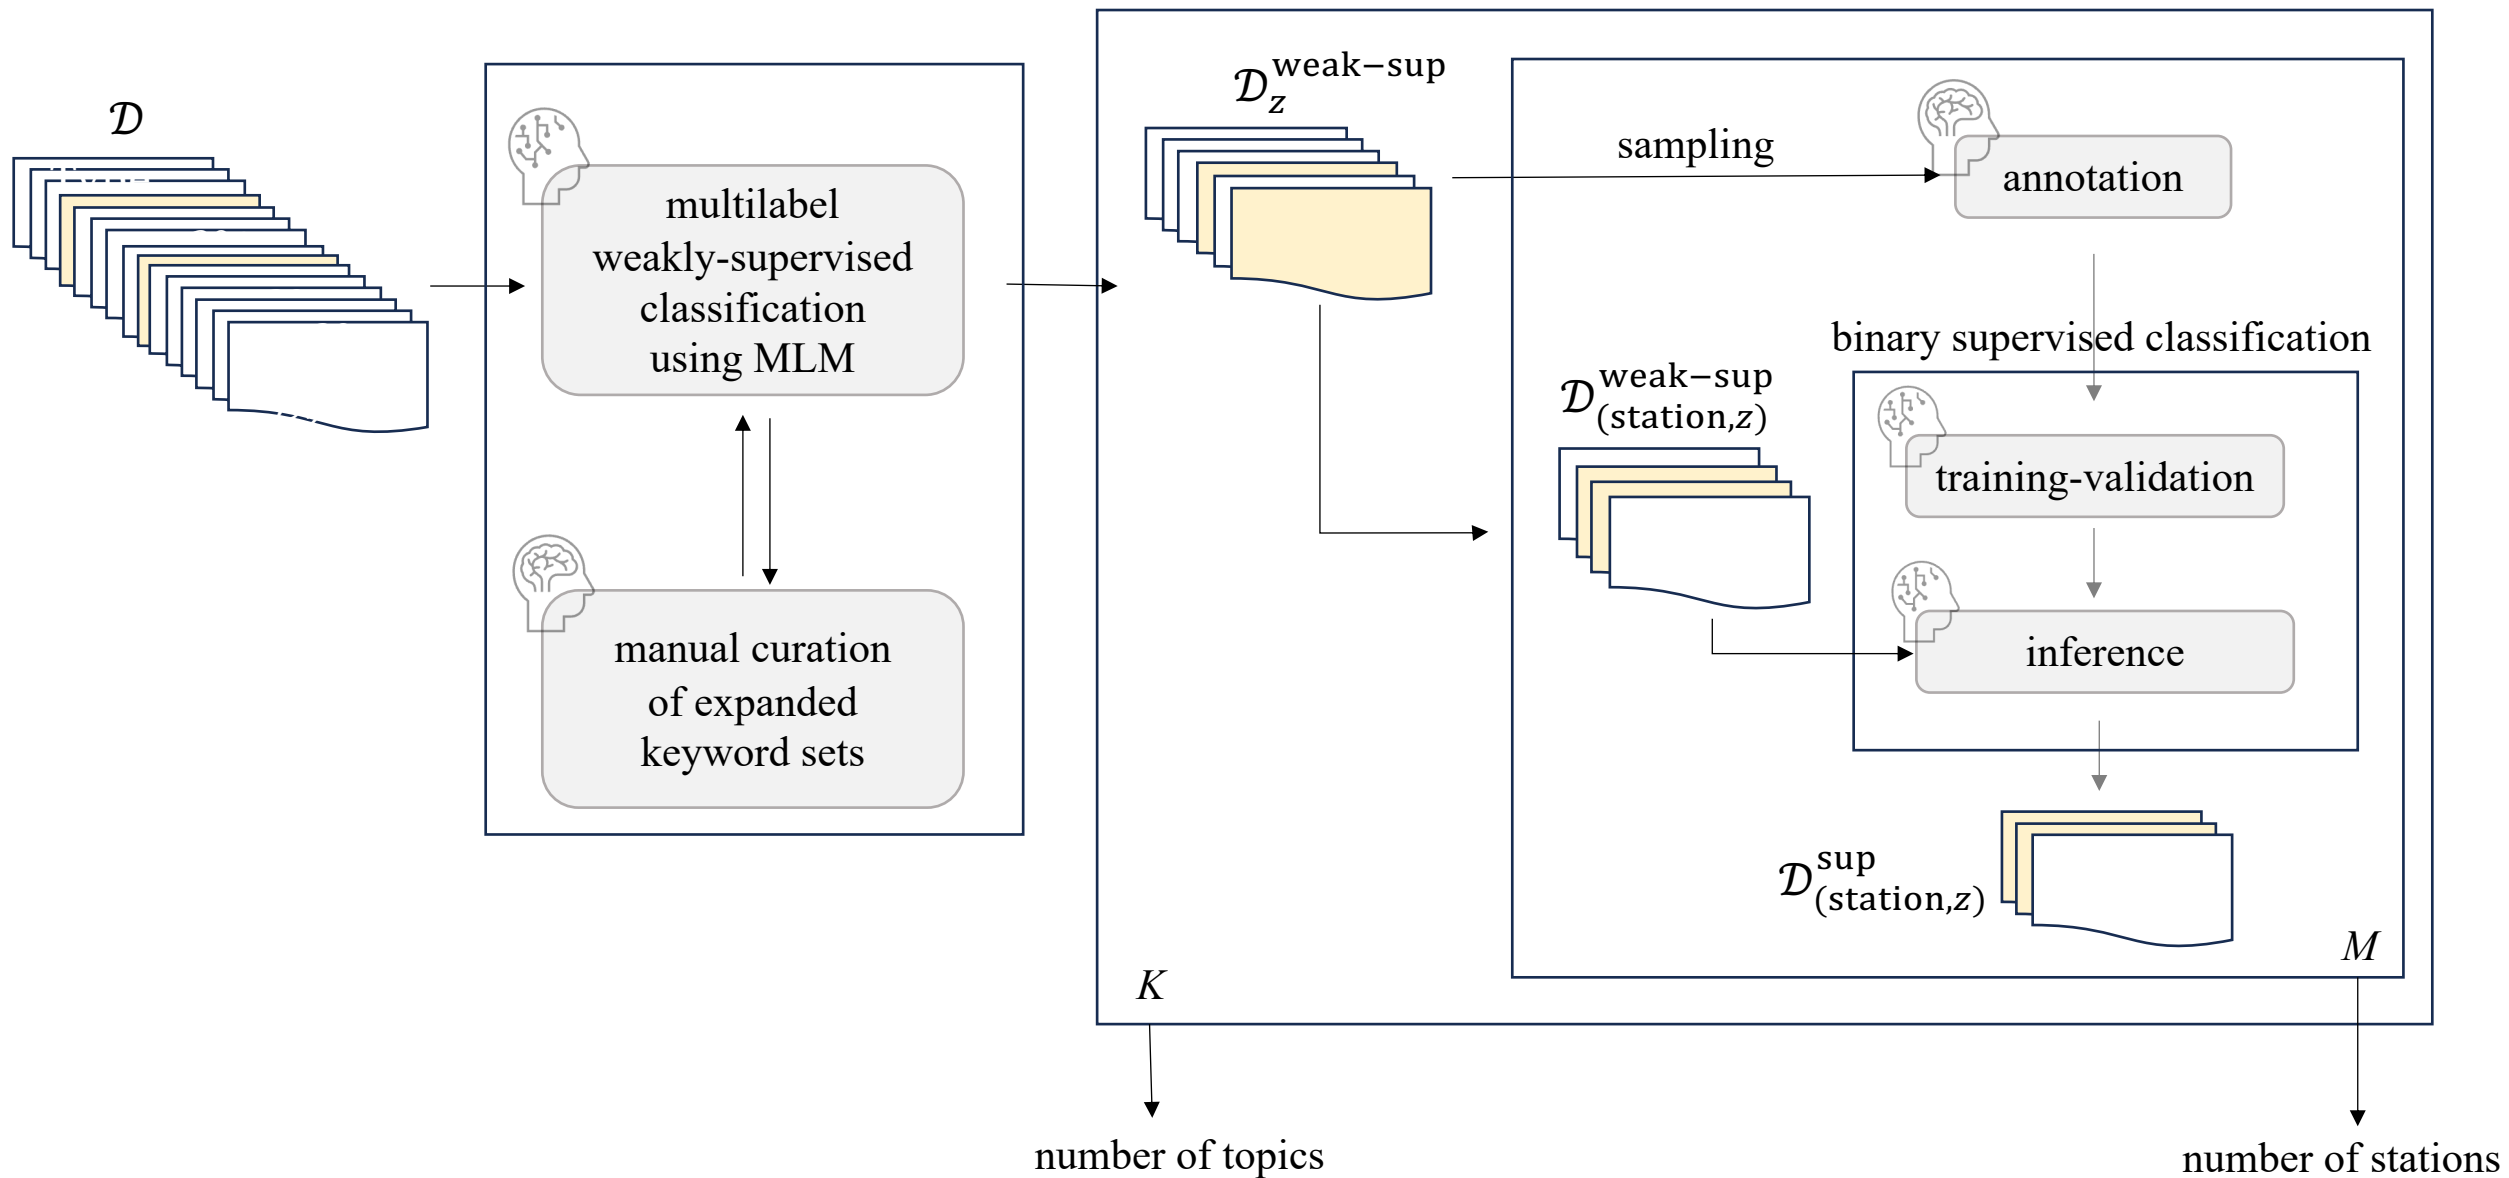 𝒟
multilabel
weakly-supervised
classification
using MLM
manual curation
of expanded
keyword sets
𝒟_z^{weak−sup}
sampling
annotation
binary supervised classification
𝒟_{(station,z)}^{weak−sup}
training-validation
inference
𝒟_{(station,z)}^{sup}
M
K
number of topics
number of stations